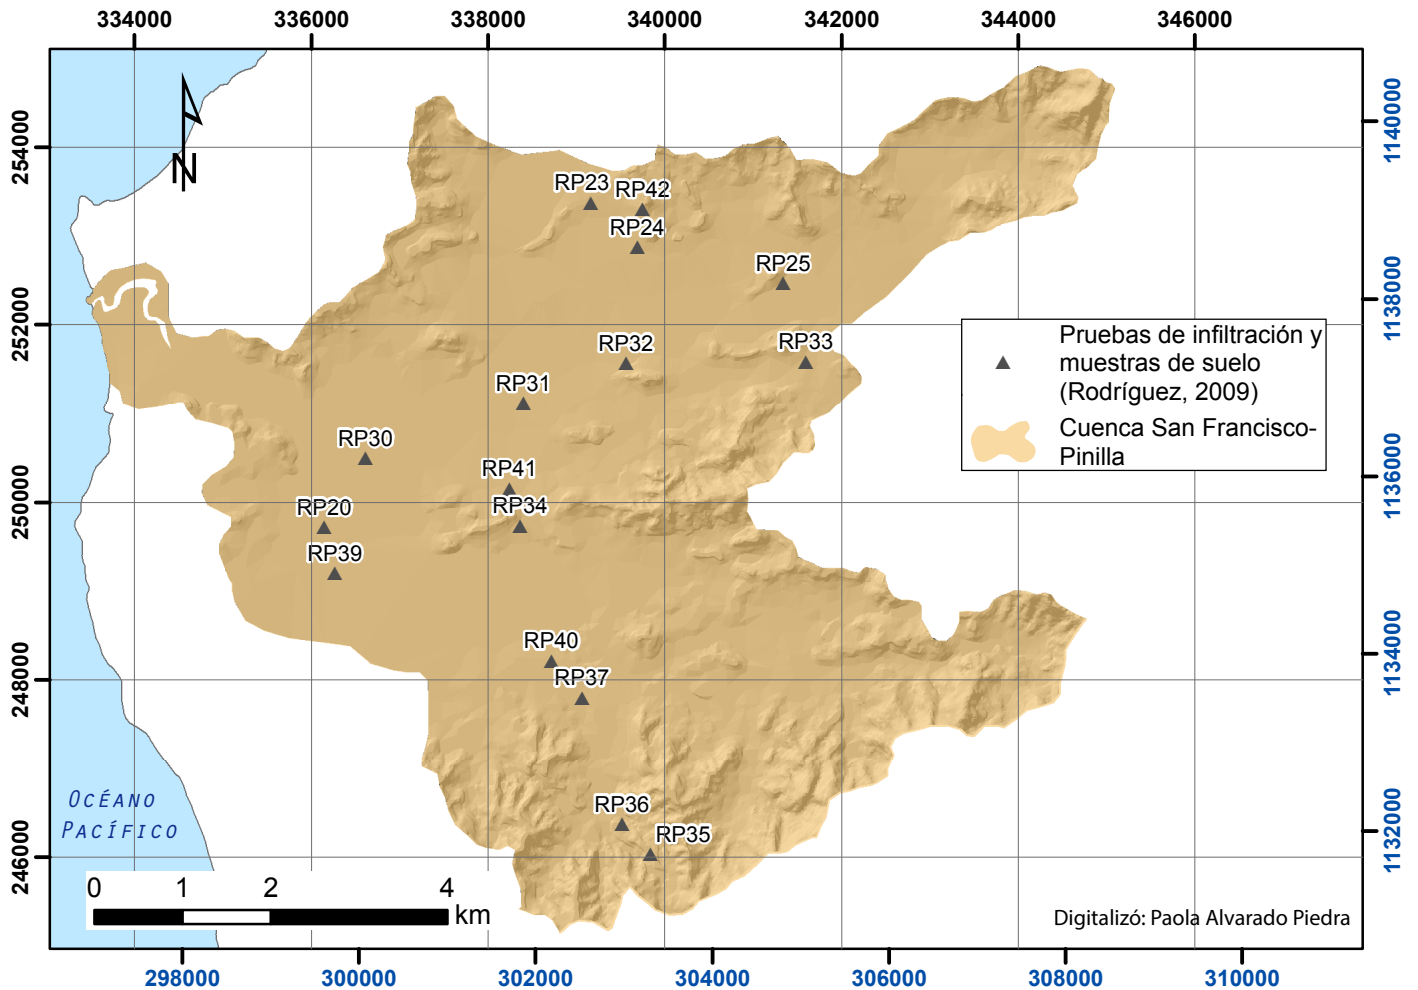 334000 336000 338000 340000 342000 344000 346000
254000
252000
250000
248000
246000
1140000
1138000
1136000
1134000
1132000
N
RP23
RP42
RP24
RP25
RP32
RP33
RP31
RP30
RP41
RP34
RP20
RP39
RP40
RP37
RP36
RP35
Pruebas de infiltración y
muestras de suelo
(Rodríguez, 2009)
Cuenca San Francisco-
Pinilla
OCÉANO
PACÍFICO
0 1 2 4
km
Digitalizó: Paola Alvarado Piedra
298000 300000 302000 304000 306000 308000 310000